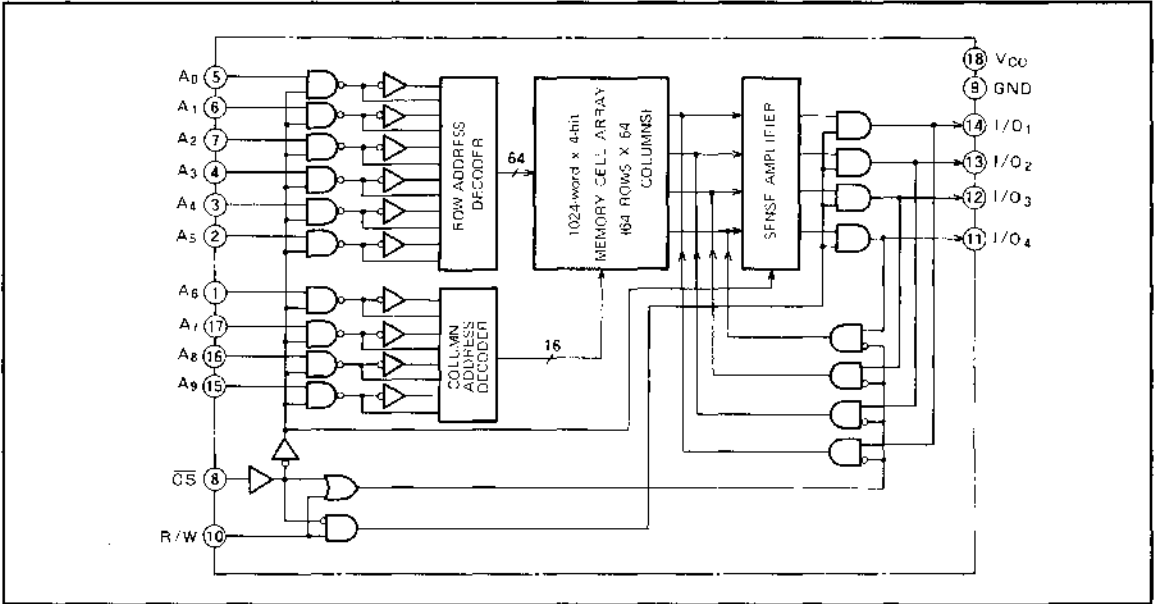 A0 5
A1 6
A2 7
A3 4
A4 3
A5 2
A6 1
A7 17
A8 16
A9 15
CS 8
R/W 10
ROW ADDRESS
DECODER
COLUMN
ADDRESS
DECODER
64
16
1024-word x 4-bit
MEMORY CELL ARRAY
(64 ROWS X 64
COLUMNS)
SENSE AMPLIFIER
18 VCC
9 GND
14 I/O1
13 I/O2
12 I/O3
11 I/O4